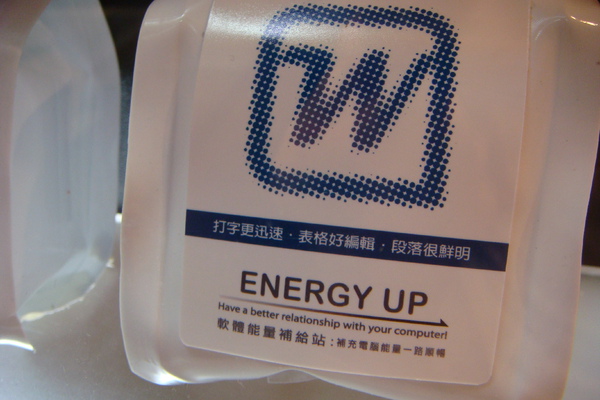 W
打字更迅速．表格好編輯；段落很鮮明
ENERGY UP
Have a better relationship with your computer!
軟體能量補給站：補充電腦能量一路順暢